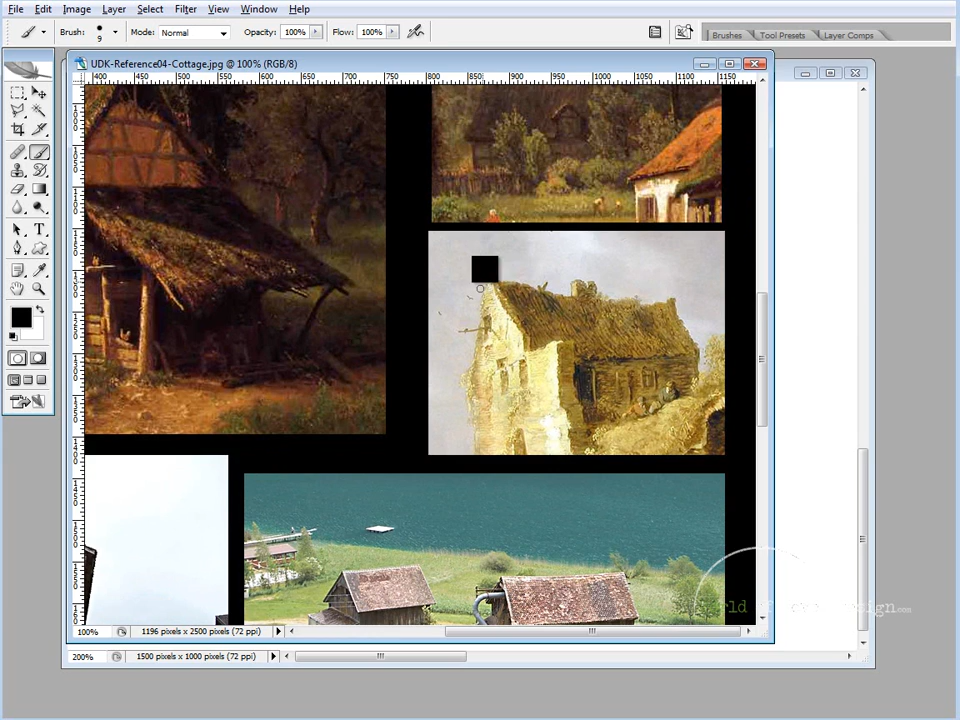 File Edit Image Layer Select Filter View Window Help
Brush: 9 Mode: Normal Opacity: 100% Flow: 100% Brushes Tool Presets Layer Comps
UDK-Reference04-Cottage.jpg @ 100% (RGB/8)
400 450 500 550 600 650 700 750 800 850 900 950 1000 1050 1100 1150
100% 1196 pixels x 2500 pixels (72 ppi)
200% 1500 pixels x 1000 pixels (72 ppi)